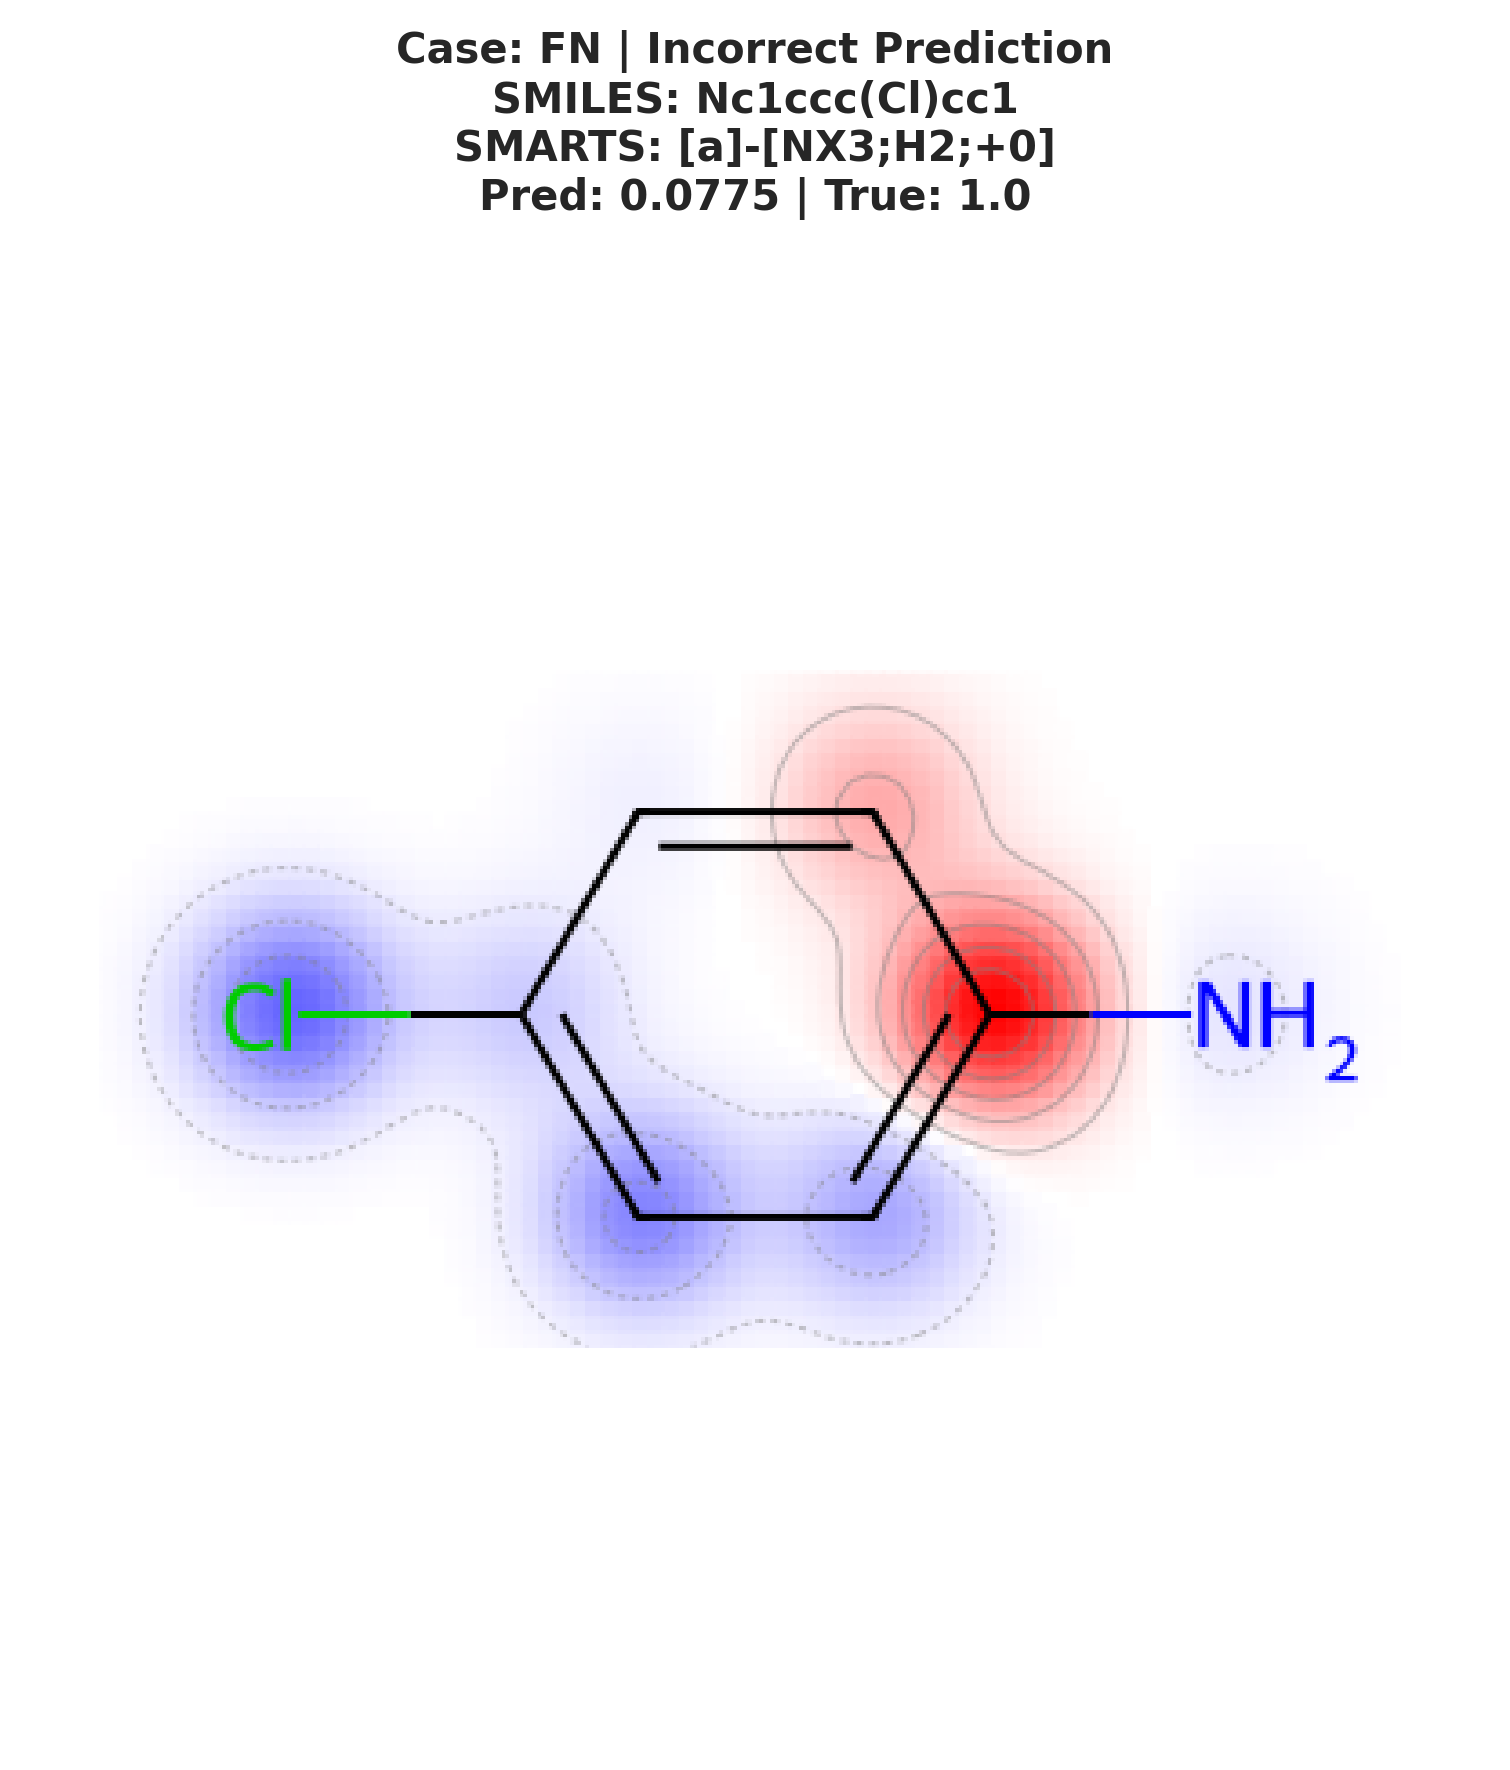 Case: FN | Incorrect Prediction
SMILES: Nc1ccc(Cl)cc1
SMARTS: [a]-[NX3;H2;+0]
Pred: 0.0775 | True: 1.0
Cl NH2